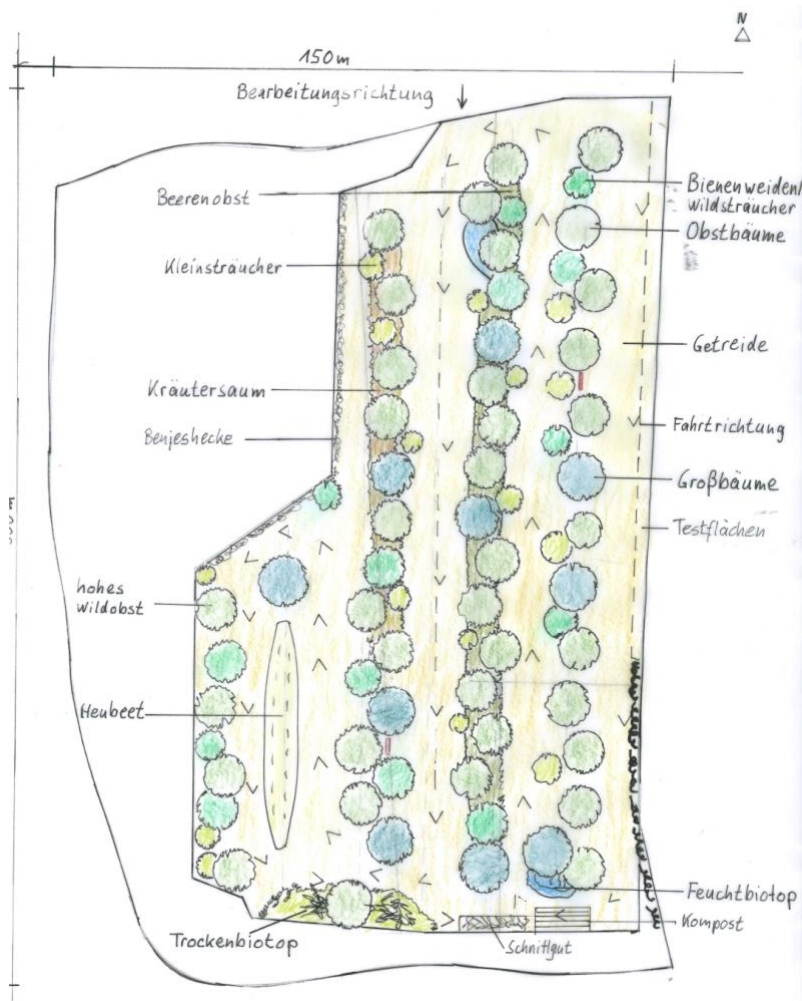 N
150m
Bearbeitungsrichtung
Beerenobst
Bienenweiden/
Wildsträucher
Obstbäume
Kleinsträucher
Getreide
Kräutersaum
Fahrtrichtung
Benjeshecke
Großbäume
Testflächen
hohes
Wildobst
Heubeet
Feuchtbiotop
Kompost
Trockenbiotop
Schnittgut